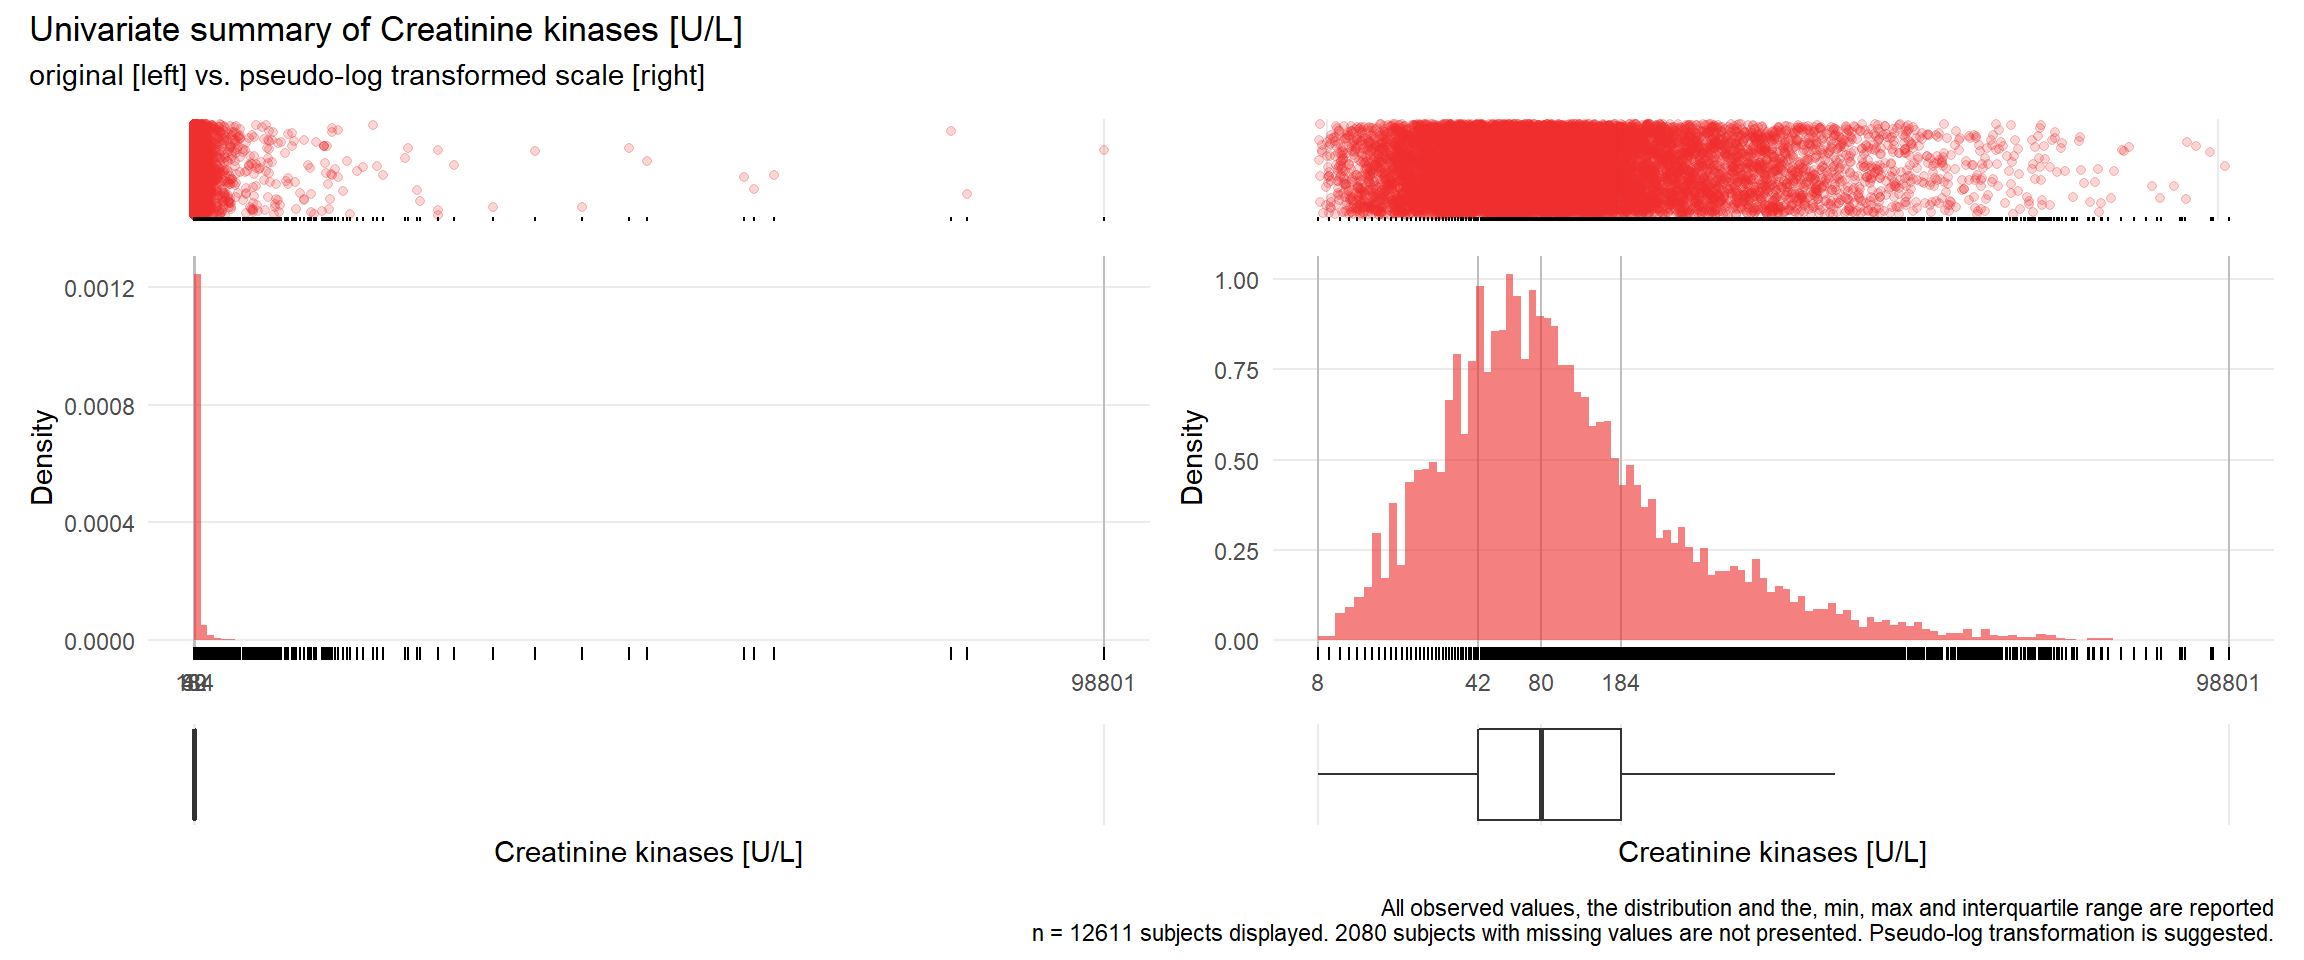 Univariate summary of Creatinine kinases [U/L]
original [left] vs. pseudo-log transformed scale [right]
Density
0.0012
0.0008
0.0004
0.0000
98801
Creatinine kinases [U/L]
Density
1.00
0.75
0.50
0.25
0.00
8 42 80 184 98801
Creatinine kinases [U/L]
All observed values, the distribution and the, min, max and interquartile range are reported
n = 12611 subjects displayed. 2080 subjects with missing values are not presented. Pseudo-log transformation is suggested.